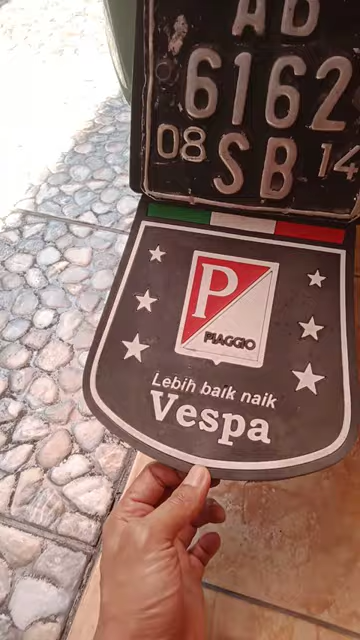 AB
6162
08 SB 14
P
PIAGGIO
Lebih baik naik
Vespa